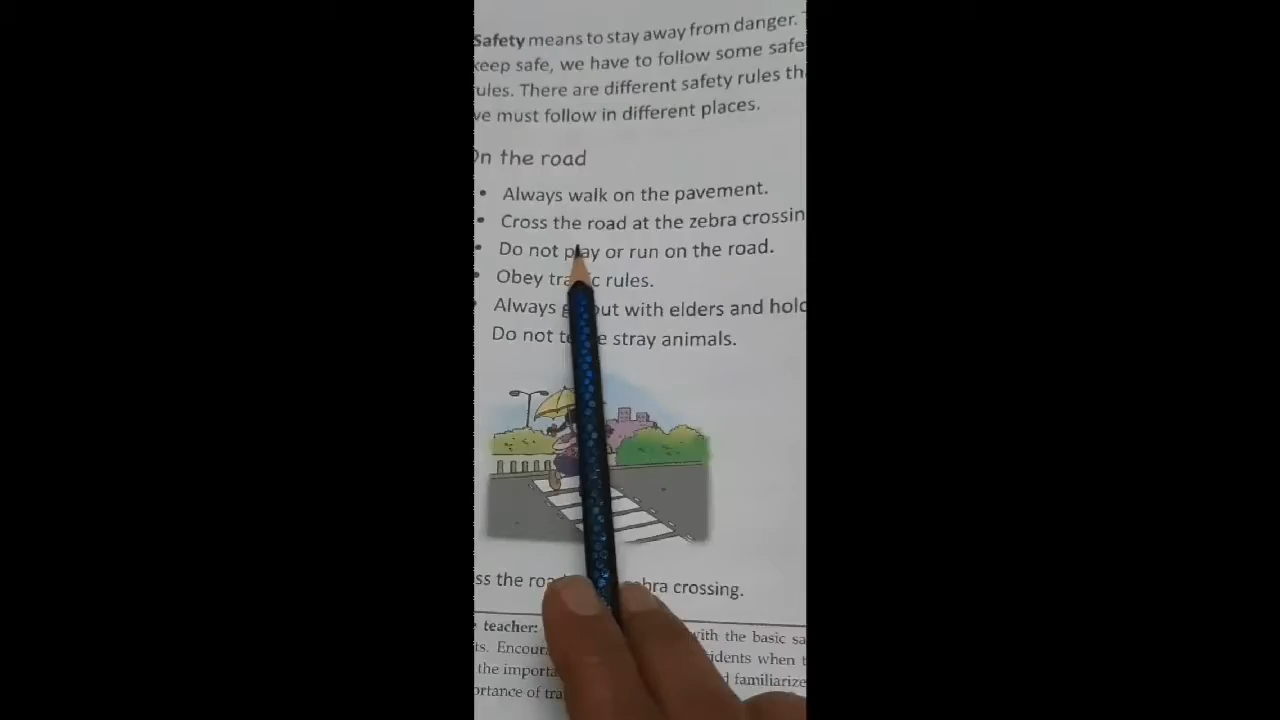 Safety means to stay away from danger.
keep safe, we have to follow some safe
ules. There are different safety rules th
ve must follow in different places.
On the road
• Always walk on the pavement.
• Cross the road at the zebra crossin
• Do not play or run on the road.
• Obey traffic rules.
Always go out with elders and hold
Do not tease stray animals.
ss the road zebra crossing.
teacher: with the basic sa
ts. Encour idents when t
the importa d familiarize
ortance of tra